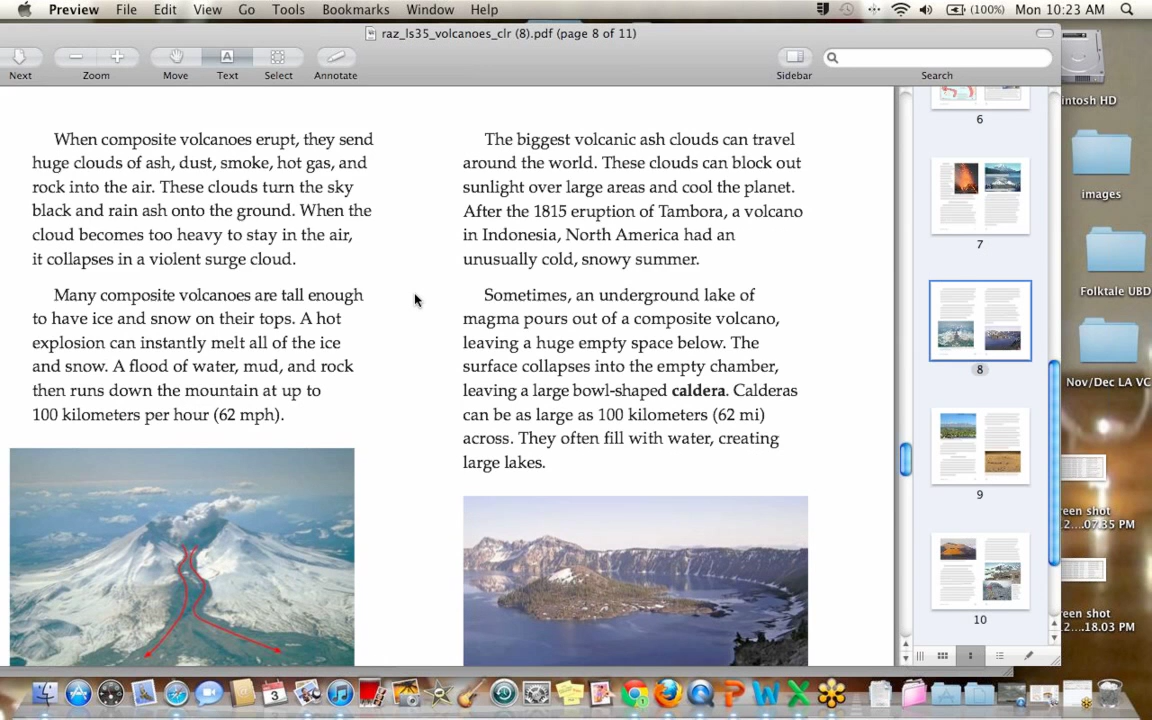 Preview File Edit View Go Tools Bookmarks Window Help
(100%) Mon 10:23 AM
raz_ls35_volcanoes_clr (8).pdf (page 8 of 11)
Next Zoom Move Text Select Annotate Sidebar Search
When composite volcanoes erupt, they send
huge clouds of ash, dust, smoke, hot gas, and
rock into the air. These clouds turn the sky
black and rain ash onto the ground. When the
cloud becomes too heavy to stay in the air,
it collapses in a violent surge cloud.
Many composite volcanoes are tall enough
to have ice and snow on their tops. A hot
explosion can instantly melt all of the ice
and snow. A flood of water, mud, and rock
then runs down the mountain at up to
100 kilometers per hour (62 mph).
The biggest volcanic ash clouds can travel
around the world. These clouds can block out
sunlight over large areas and cool the planet.
After the 1815 eruption of Tambora, a volcano
in Indonesia, North America had an
unusually cold, snowy summer.
Sometimes, an underground lake of
magma pours out of a composite volcano,
leaving a huge empty space below. The
surface collapses into the empty chamber,
leaving a large bowl-shaped caldera. Calderas
can be as large as 100 kilometers (62 mi)
across. They often fill with water, creating
large lakes.
6
7
8
9
10
intosh HD
images
Folktale UBD
Nov/Dec LA VC
reen shot
2....07.35 PM
reen shot
2....18.03 PM
3